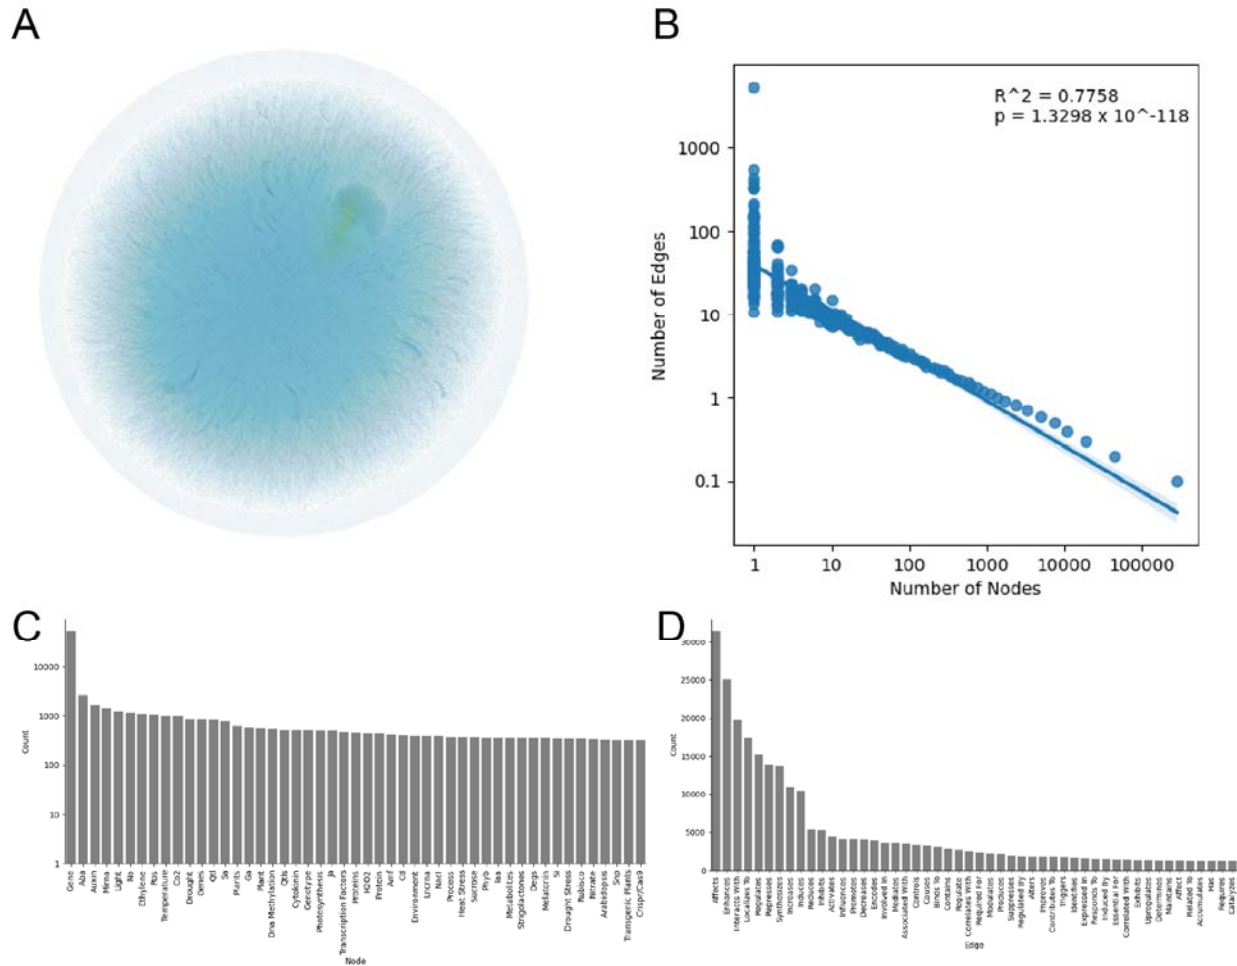 A
B
R^2 = 0.7758
p = 1.3298 x 10^-118
1000
100
10
1
0.1
Number of Edges
1
10
100
1000
10000
100000
Number of Nodes
C
10000
1000
100
10
1
Count
Gene
Aba
Auxin
Mirna
Light
No
Ethylene
Ros
Temperature
Co2
Drought
Genes
Qtl
Sa
Plants
Ga
Plant
Dna Methylation
Qtls
Cytokinin
Genotype
Photosynthesis
Ja
Transcription Factors
Proteins
H2O2
Protein
Amf
Cd
Environment
Lncrna
Nacl
Process
Heat Stress
Sucrose
Phyb
Iaa
Metabolites
Strigolactones
Degs
Melatonin
Si
Drought Stress
Rubisco
Nitrate
Arabidopsis
Snp
Transgenic Plants
Crispr/Cas9
Node
D
30000
25000
20000
15000
10000
5000
0
Count
Affects
Enhances
Interacts With
Localizes To
Regulates
Represses
Synthesizes
Increases
Induces
Reduces
Inhibits
Activates
Influences
Promotes
Decreases
Encodes
Involved In
Mediates
Associated With
Controls
Causes
Binds To
Contains
Regulate
Correlates With
Required For
Modulates
Produces
Suppresses
Regulated By
Alters
Improves
Contributes To
Triggers
Identifies
Expressed In
Responds To
Induced By
Essential For
Correlated With
Exhibits
Upregulates
Determines
Maintains
Affect
Related To
Accumulates
Has
Requires
Catalyzes
Edge